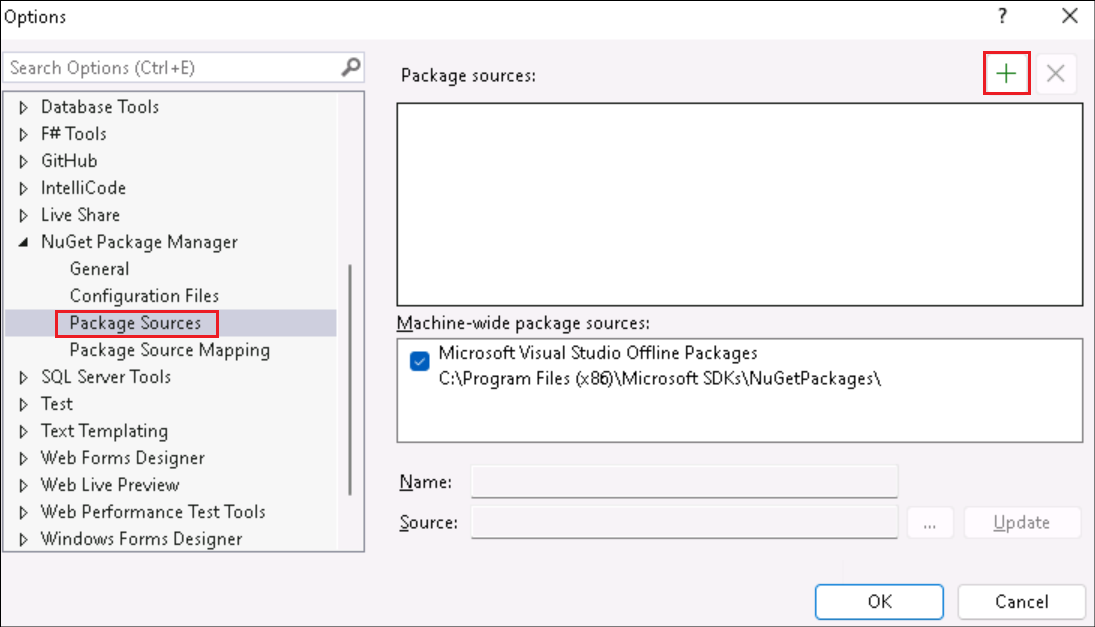 Options
?
Search Options (Ctrl+E)
Database Tools
F# Tools
GitHub
IntelliCode
Live Share
NuGet Package Manager
General
Configuration Files
Package Sources
Package Source Mapping
SQL Server Tools
Test
Text Templating
Web Forms Designer
Web Live Preview
Web Performance Test Tools
Windows Forms Designer
Package sources:
Machine-wide package sources:
Microsoft Visual Studio Offline Packages
C:\Program Files (x86)\Microsoft SDKs\NuGetPackages\
Name:
Source:
...
Update
OK
Cancel